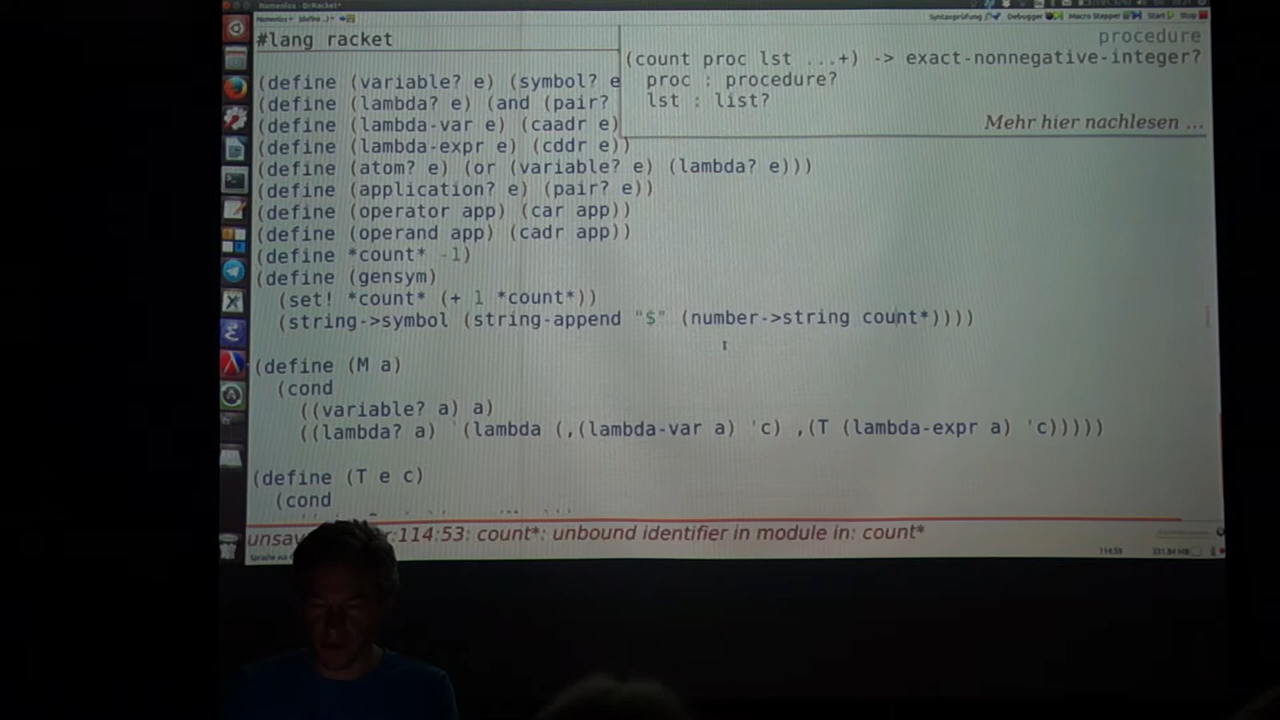 #lang racket
procedure
(count proc lst ...+) -> exact-nonnegative-integer?
proc : procedure?
lst : list?
Mehr hier nachlesen ...
(define (variable? e) (symbol? e
(define (lambda? e) (and (pair?
(define (lambda-var e) (caadr e)
(define (lambda-expr e) (cddr e))
(define (atom? e) (or (variable? e) (lambda? e)))
(define (application? e) (pair? e))
(define (operator app) (car app))
(define (operand app) (cadr app))
(define *count* -1)
(define (gensym)
(set! *count* (+ 1 *count*))
(string->symbol (string-append "$" (number->string count*))))
(define (M a)
(cond
((variable? a) a)
((lambda? a) `(lambda (,(lambda-var a) 'c) ,(T (lambda-expr a) 'c)))))
(define (T e c)
(cond
unsav r:114:53: count*: unbound identifier in module in: count*